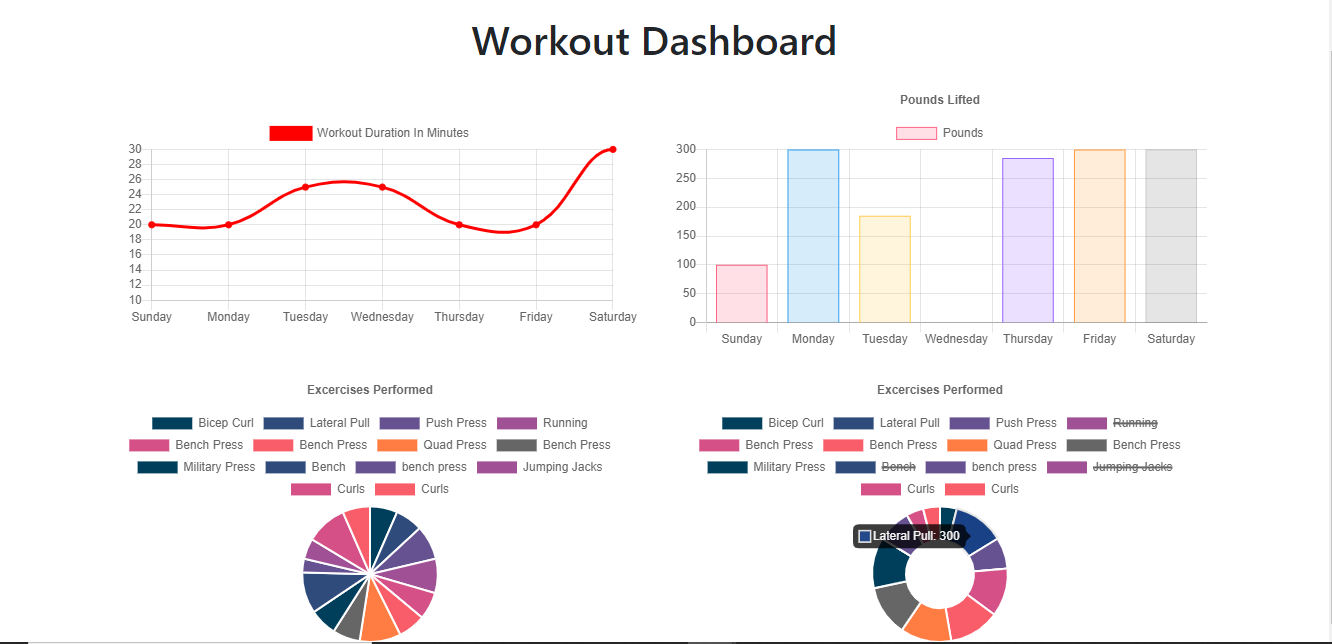 Workout Dashboard
Workout Duration In Minutes
30
28
26
24
22
20
18
16
14
12
10
Sunday Monday Tuesday Wednesday Thursday Friday Saturday
Pounds Lifted
Pounds
300
250
200
150
100
50
0
Sunday Monday Tuesday Wednesday Thursday Friday Saturday
Excercises Performed
Bicep Curl Lateral Pull Push Press Running
Bench Press Bench Press Quad Press Bench Press
Military Press Bench bench press Jumping Jacks
Curls Curls
Excercises Performed
Bicep Curl Lateral Pull Push Press Running
Bench Press Bench Press Quad Press Bench Press
Military Press Bench bench press Jumping Jacks
Curls Curls
Lateral Pull: 300